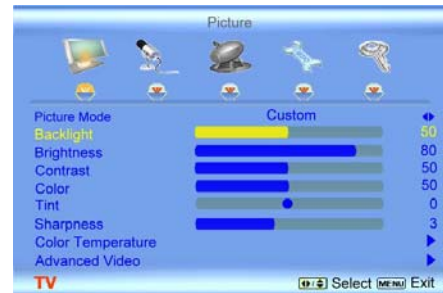 Picture
Picture Mode Custom
Backlight 50
Brightness 80
Contrast 50
Color 50
Tint 0
Sharpness 3
Color Temperature
Advanced Video
TV Select MENU Exit